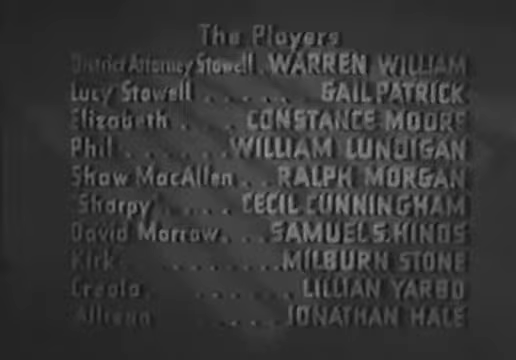 The Players
District Attorney Stowell. WARREN WILLIAM
Lucy Stowell . . . . . . GAIL PATRICK
Elizabeth . . . . CONSTANCE MOORE
Phil . . . . . . . WILLIAM LUNDIGAN
Shaw MacAllen . . RALPH MORGAN
"Sharpy" . . . . CECIL CUNNINGHAM
David Marrow. . . SAMUEL S. HINDS
Kirk . . . . . . . . MILBURN STONE
Creola . . . . . . LILLIAN YARBO
. . . . JONATHAN HALE